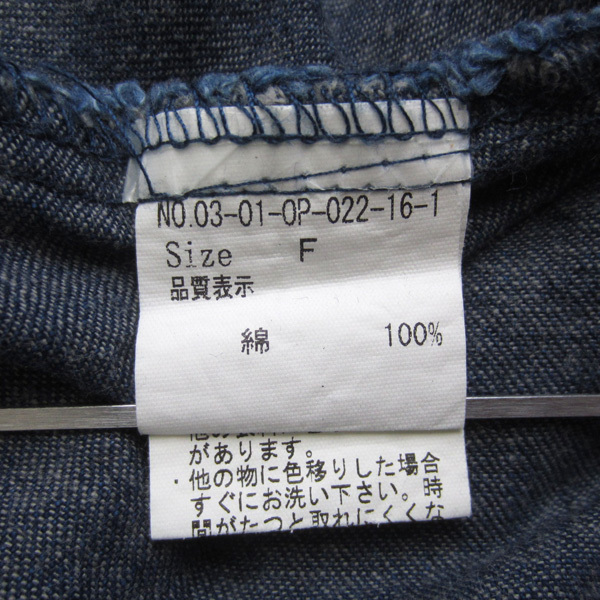 NO.03-01-OP-022-16-1
Size F
品質表示
綿 100%
があります。
・他の物に色移りした場合
すぐにお洗い下さい。時
間がたつと取れにくくな